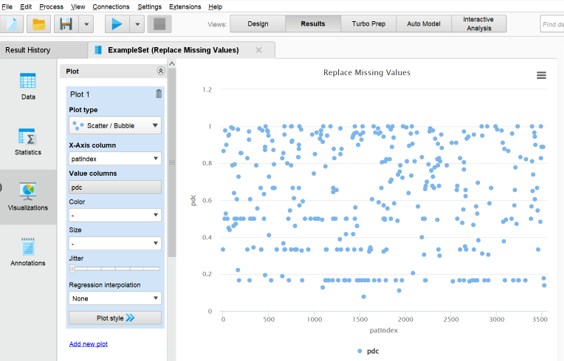 File Edit Process View Connections Settings Extensions Help
Views: Design Results Turbo Prep Auto Model Interactive Analysis Find da
Result History ExampleSet (Replace Missing Values)
Data
Statistics
Visualizations
Annotations
Plot
Plot 1
Plot type
Scatter / Bubble
X-Axis column
patIndex
Value columns
pdc
Color
-
Size
-
Jitter
Regression interpolation
None
Plot style
Add new plot
Replace Missing Values
1.2
1
0.8
0.6
0.4
0.2
0
pdc
0 500 1000 1500 2000 2500 3000 3500
patIndex
pdc